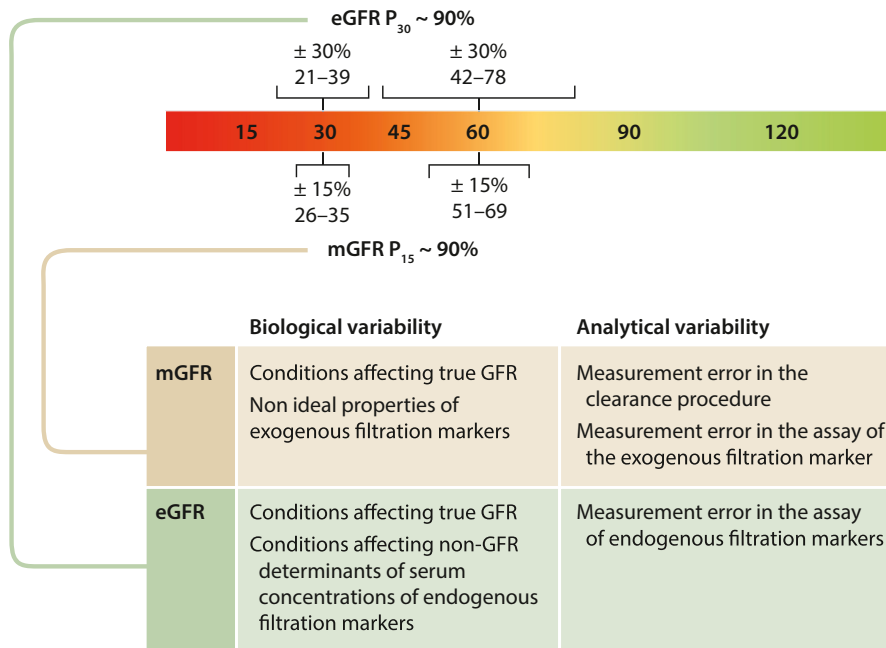 eGFR P30 ~ 90%
± 30% ± 30%
21–39 42–78
15 30 45 60 90 120
± 15% ± 15%
26–35 51–69
mGFR P15 ~ 90%
Biological variability Analytical variability
mGFR
Conditions affecting true GFR
Non ideal properties of
exogenous filtration markers
Measurement error in the
clearance procedure
Measurement error in the assay of
the exogenous filtration marker
eGFR
Conditions affecting true GFR
Conditions affecting non-GFR
determinants of serum
concentrations of endogenous
filtration markers
Measurement error in the assay
of endogenous filtration markers